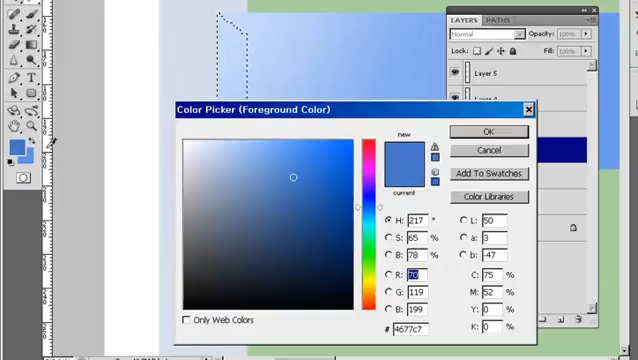 LAYERS PATHS
Normal Opacity: 100%
Lock: Fill: 100%
Layer 5
Layer 4
Color Picker (Foreground Color)
new
current
OK
Cancel
Add To Swatches
Color Libraries
H: 217 ° L: 50
S: 65 % a: 3
B: 78 % b: -47
R: 70 C: 75 %
G: 119 M: 52 %
B: 199 Y: 0 %
# 4677c7 K: 0 %
Only Web Colors